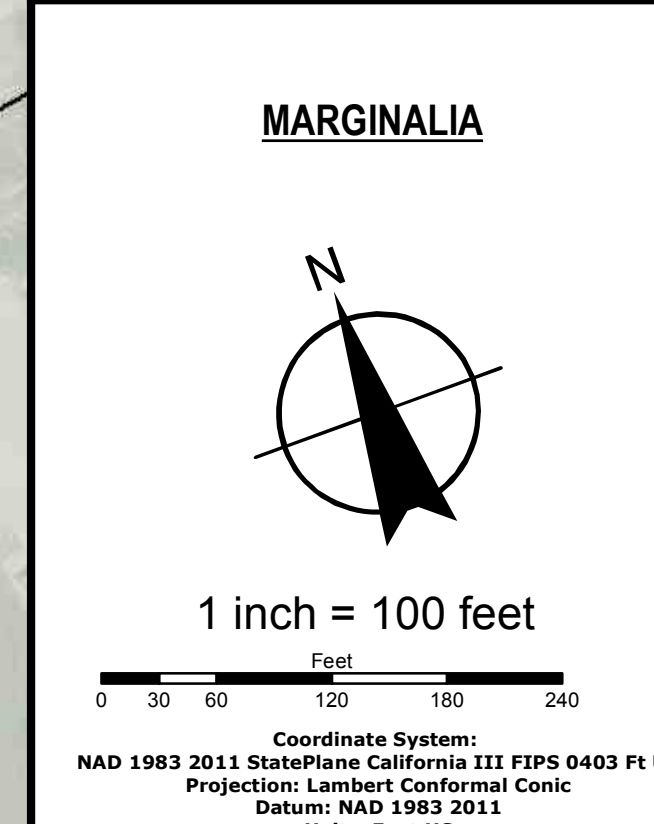 MARGINALIA
N
1 inch = 100 feet
Feet
0 30 60 120 180 240
Coordinate System:
NAD 1983 2011 StatePlane California III FIPS 0403 Ft
Projection: Lambert Conformal Conic
Datum: NAD 1983 2011